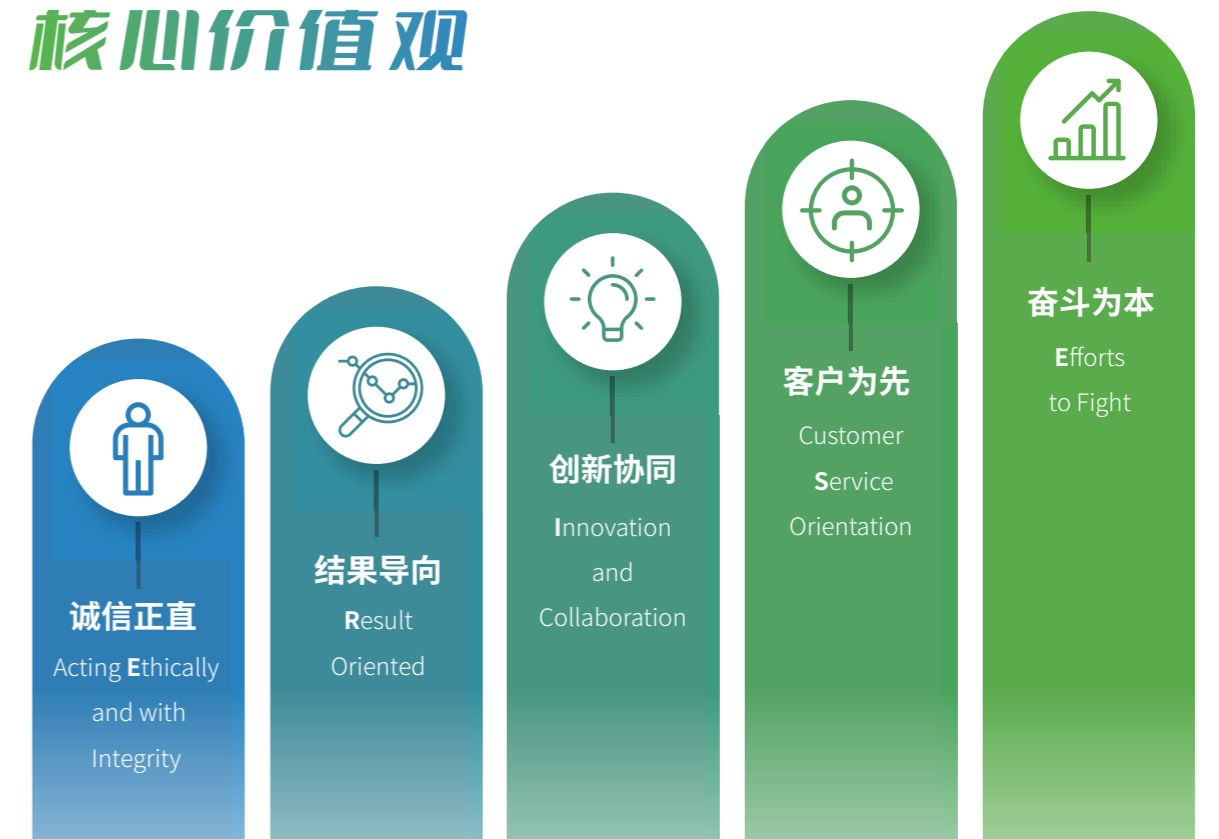 核心价值观
诚信正直
Acting Ethically
and with
Integrity
结果导向
Result
Oriented
创新协同
Innovation
and
Collaboration
客户为先
Customer
Service
Orientation
奋斗为本
Efforts
to Fight